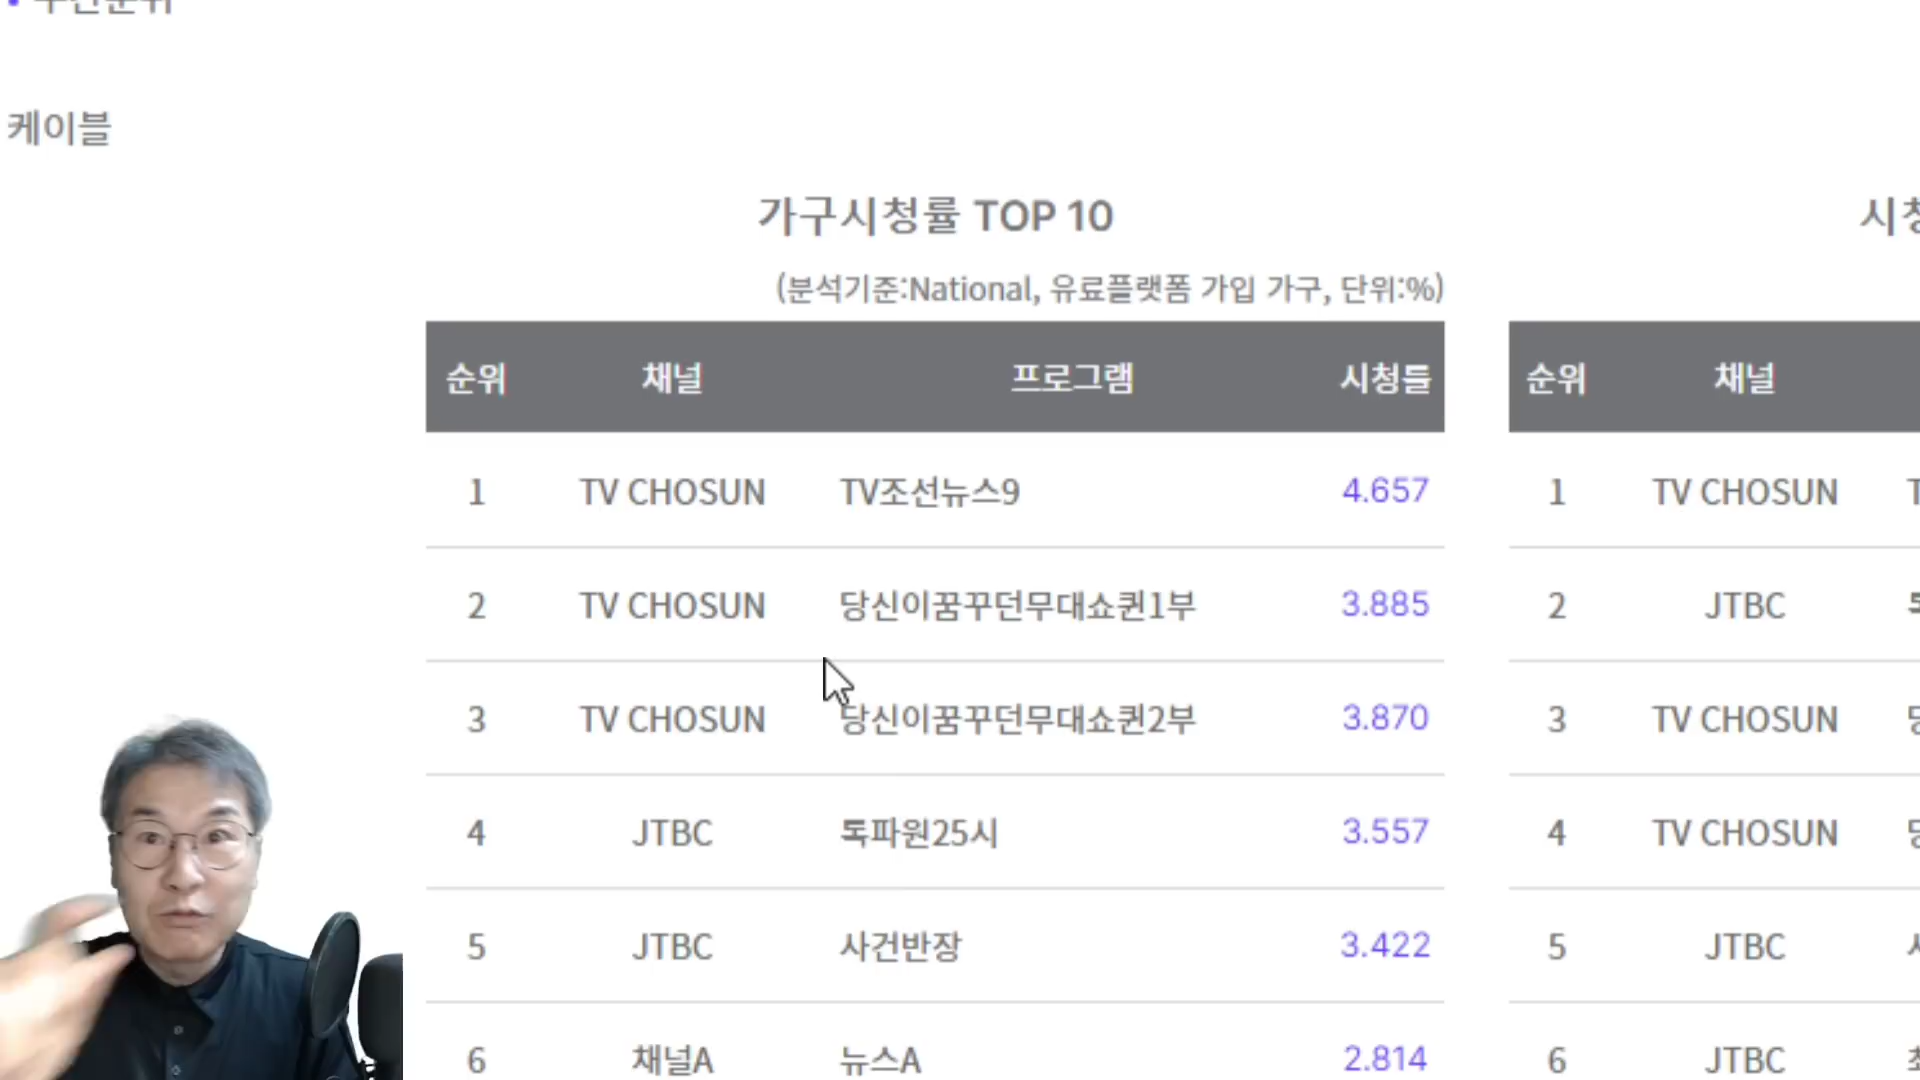 케이블
가구시청률 TOP 10
(분석기준:National, 유료플랫폼 가입 가구, 단위:%)
순위 채널 프로그램 시청률
1 TV CHOSUN TV조선뉴스9 4.657
2 TV CHOSUN 당신이꿈꾸던무대쇼퀸1부 3.885
3 TV CHOSUN 당신이꿈꾸던무대쇼퀸2부 3.870
4 JTBC 톡파원25시 3.557
5 JTBC 사건반장 3.422
6 채널A 뉴스A 2.814
순위 채널
1 TV CHOSUN
2 JTBC
3 TV CHOSUN
4 TV CHOSUN
5 JTBC
6 JTBC